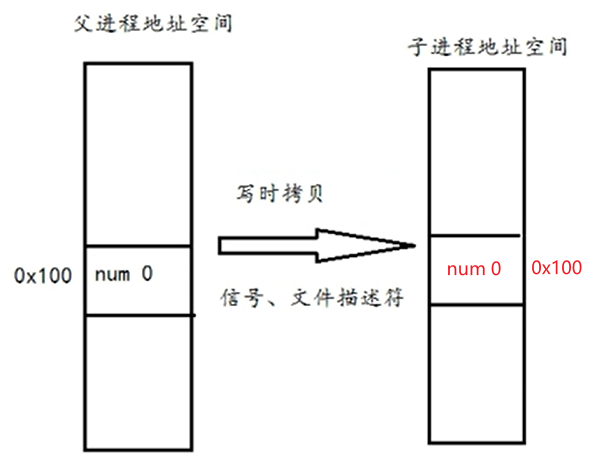 父进程地址空间
子进程地址空间
写时拷贝
0x100
num 0
num 0
0x100
信号、文件描述符